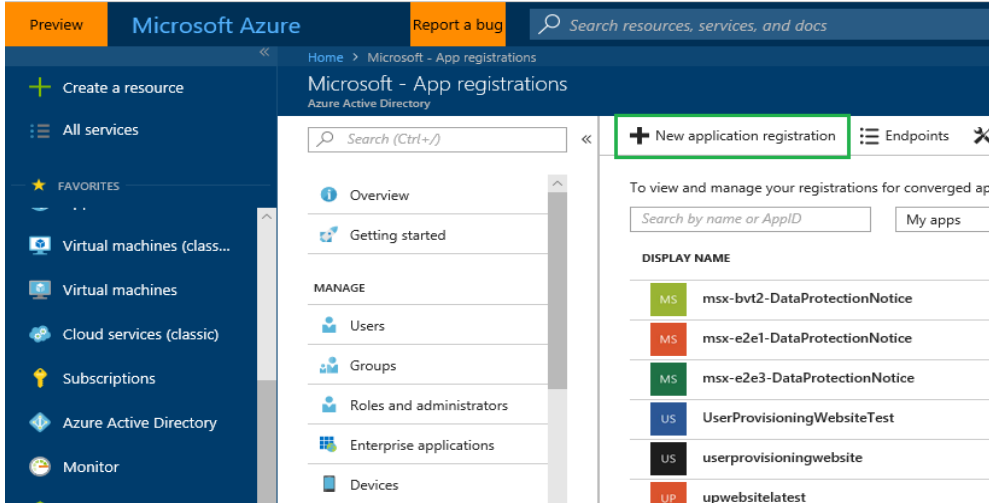 Preview
Microsoft Azure
Report a bug
Search resources, services, and docs
Home > Microsoft - App registrations
Microsoft - App registrations
Azure Active Directory
Create a resource
All services
FAVORITES
Virtual machines (class...
Virtual machines
Cloud services (classic)
Subscriptions
Azure Active Directory
Monitor
Search (Ctrl+/)
Overview
Getting started
MANAGE
Users
Groups
Roles and administrators
Enterprise applications
Devices
New application registration
Endpoints
To view and manage your registrations for converged ap
Search by name or AppID
My apps
DISPLAY NAME
MS msx-bvt2-DataProtectionNotice
MS msx-e2e1-DataProtectionNotice
MS msx-e2e3-DataProtectionNotice
US UserProvisioningWebsiteTest
US userprovisioningwebsite
UP upwebsitelatest